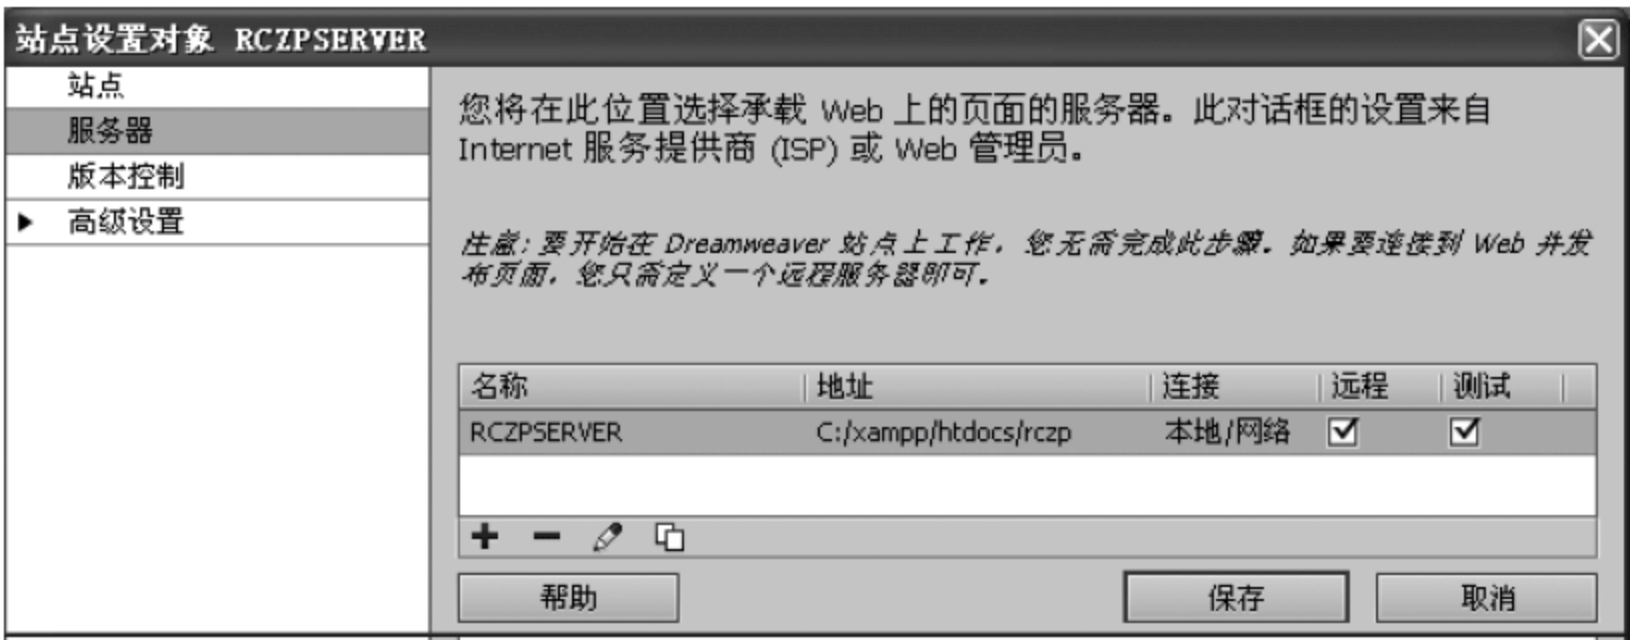 站点设置对象 RCZPSERVER
站点
服务器
版本控制
高级设置
您将在此位置选择承载 Web 上的页面的服务器。此对话框的设置来自
Internet 服务提供商 (ISP) 或 Web 管理员。
注意: 要开始在 Dreamweaver 站点上工作，您无需完成此步骤。如果要连接到 Web 并发
布页面，您只需定义一个远程服务器即可。
名称 地址 连接 远程 测试
RCZPSERVER C:/xampp/htdocs/rczp 本地/网络
帮助 保存 取消